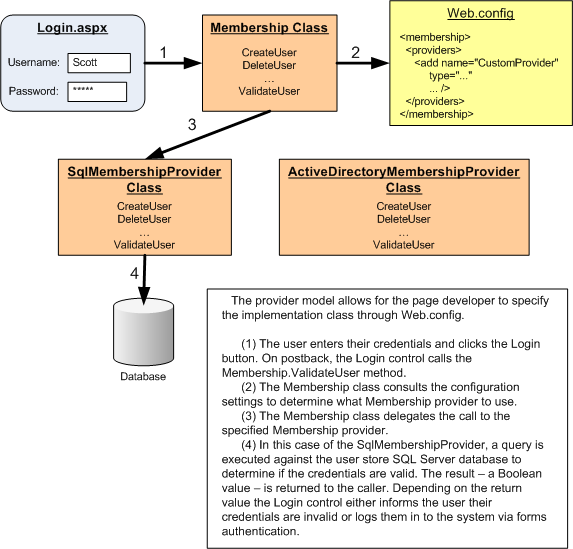 Login.aspx
Username:
Scott
Password:
*****
1
Membership Class
CreateUser
DeleteUser
...
ValidateUser
2
Web.config
<membership>
<providers>
<add name="CustomProvider"
type="..."
... />
</providers>
</membership>
3
SqlMembershipProvider
Class
CreateUser
DeleteUser
...
ValidateUser
ActiveDirectoryMembershipProvider
Class
CreateUser
DeleteUser
...
ValidateUser
4
Database
The provider model allows for the page developer to specify
the implementation class through Web.config.
(1) The user enters their credentials and clicks the Login
button. On postback, the Login control calls the
Membership.ValidateUser method.
(2) The Membership class consults the configuration
settings to determine what Membership provider to use.
(3) The Membership class delegates the call to the
specified Membership provider.
(4) In this case of the SqlMembershipProvider, a query is
executed against the user store SQL Server database to
determine if the credentials are valid. The result – a Boolean
value – is returned to the caller. Depending on the return
value the Login control either informs the user their
credentials are invalid or logs them in to the system via forms
authentication.